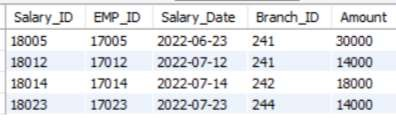 Salary_ID EMP_ID Salary_Date Branch_ID Amount
18005 17005 2022-06-23 241 30000
18012 17012 2022-07-12 241 14000
18014 17014 2022-07-14 242 18000
18023 17023 2022-07-23 244 14000